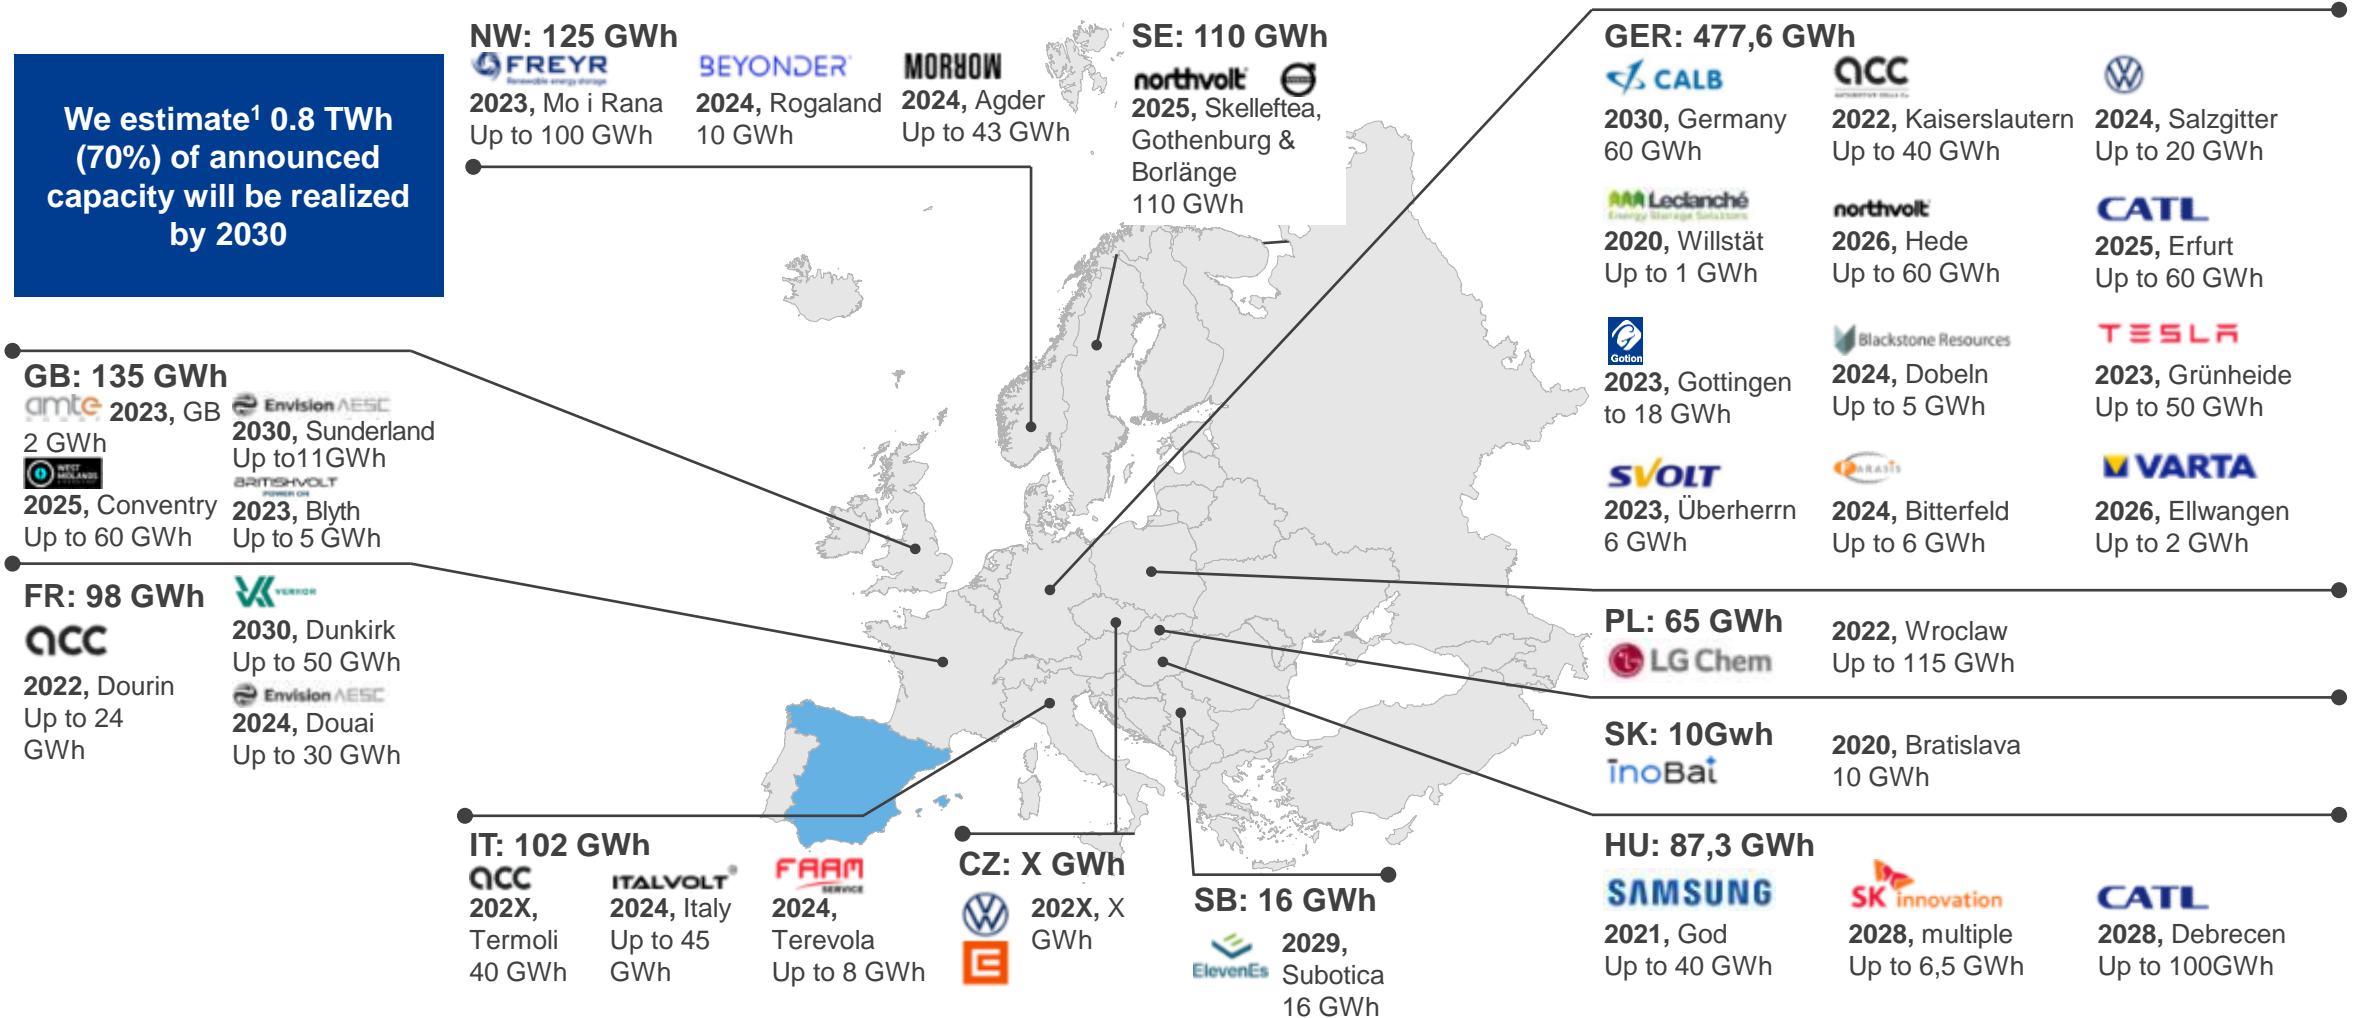 We estimate¹ 0.8 TWh
(70%) of announced
capacity will be realized
by 2030
NW: 125 GWh
FREYR
Renewable energy storage
2023, Mo i Rana
Up to 100 GWh
BEYONDER
2024, Rogaland
10 GWh
MORROW
2024, Agder
Up to 43 GWh
SE: 110 GWh
northvolt
2025, Skelleftea,
Gothenburg &
Borlänge
110 GWh
GER: 477,6 GWh
CALB
2030, Germany
60 GWh
acc
2022, Kaiserslautern
Up to 40 GWh
2024, Salzgitter
Up to 20 GWh
Leclanché
Energy Storage Solutions
2020, Willstät
Up to 1 GWh
northvolt
2026, Hede
Up to 60 GWh
CATL
2025, Erfurt
Up to 60 GWh
Gotion
2023, Gottingen
to 18 GWh
Blackstone Resources
2024, Dobeln
Up to 5 GWh
TESLA
2023, Grünheide
Up to 50 GWh
SVOLT
2023, Überherrn
6 GWh
FARASIS
2024, Bitterfeld
Up to 6 GWh
VARTA
2026, Ellwangen
Up to 2 GWh
GB: 135 GWh
amte
2023, GB
2 GWh
Envision AESC
2030, Sunderland
Up to11GWh
WEST
MIDLANDS
2025, Conventry
Up to 60 GWh
BRITISHVOLT
POWER ON
2023, Blyth
Up to 5 GWh
FR: 98 GWh
acc
2022, Dourin
Up to 24
GWh
VERKOR
2030, Dunkirk
Up to 50 GWh
Envision AESC
2024, Douai
Up to 30 GWh
PL: 65 GWh
LG Chem
2022, Wroclaw
Up to 115 GWh
SK: 10Gwh
InoBat
2020, Bratislava
10 GWh
HU: 87,3 GWh
SAMSUNG
2021, God
Up to 40 GWh
SK innovation
2028, multiple
Up to 6,5 GWh
CATL
2028, Debrecen
Up to 100GWh
IT: 102 GWh
acc
202X,
Termoli
40 GWh
ITALVOLT
2024, Italy
Up to 45
GWh
FAAM
SERVICE
2024,
Terevola
Up to 8 GWh
CZ: X GWh
202X, X
GWh
SB: 16 GWh
ElevenEs
2029,
Subotica
16 GWh